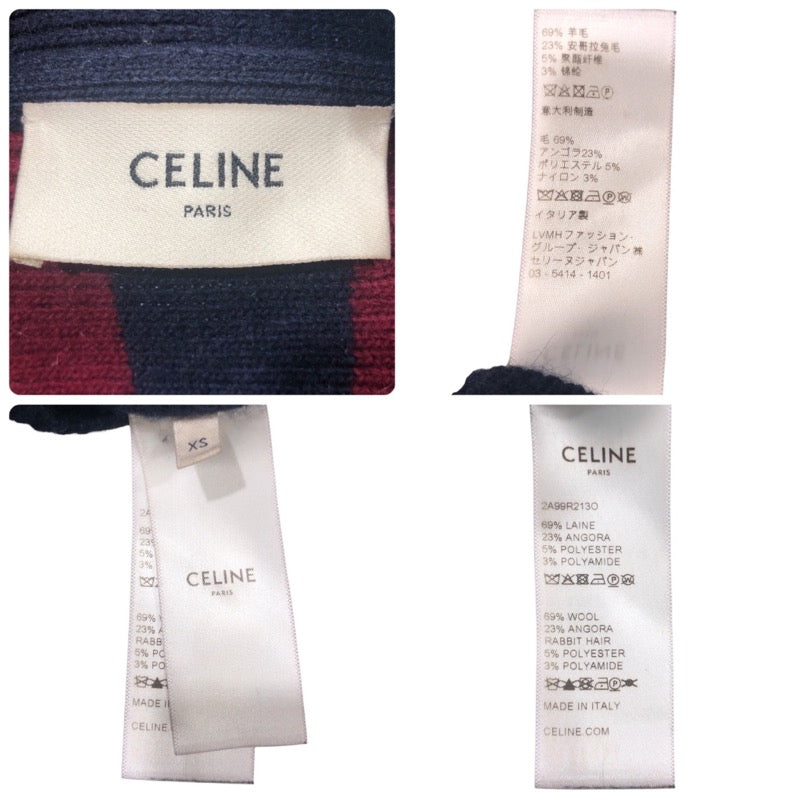 CELINE
PARIS
69% 羊毛
23% 安哥拉兔毛
5% 聚酯纤维
3% 锦纶
意大利制造
毛 69%
アンゴラ23%
ポリエステル 5%
ナイロン 3%
イタリア製
LVMHファッション・
グループ・ジャパン㈱
セリーヌジャパン
03 - 5414 - 1401
XS
CELINE
PARIS
2A
69
5%
3%
69% W
23% A
RABBIT
5% PO
3% PO
MADE IN
CELINE
CELINE
PARIS
2A99R213O
69% LAINE
23% ANGORA
5% POLYESTER
3% POLYAMIDE
69% WOOL
23% ANGORA
RABBIT HAIR
5% POLYESTER
3% POLYAMIDE
MADE IN ITALY
CELINE.COM